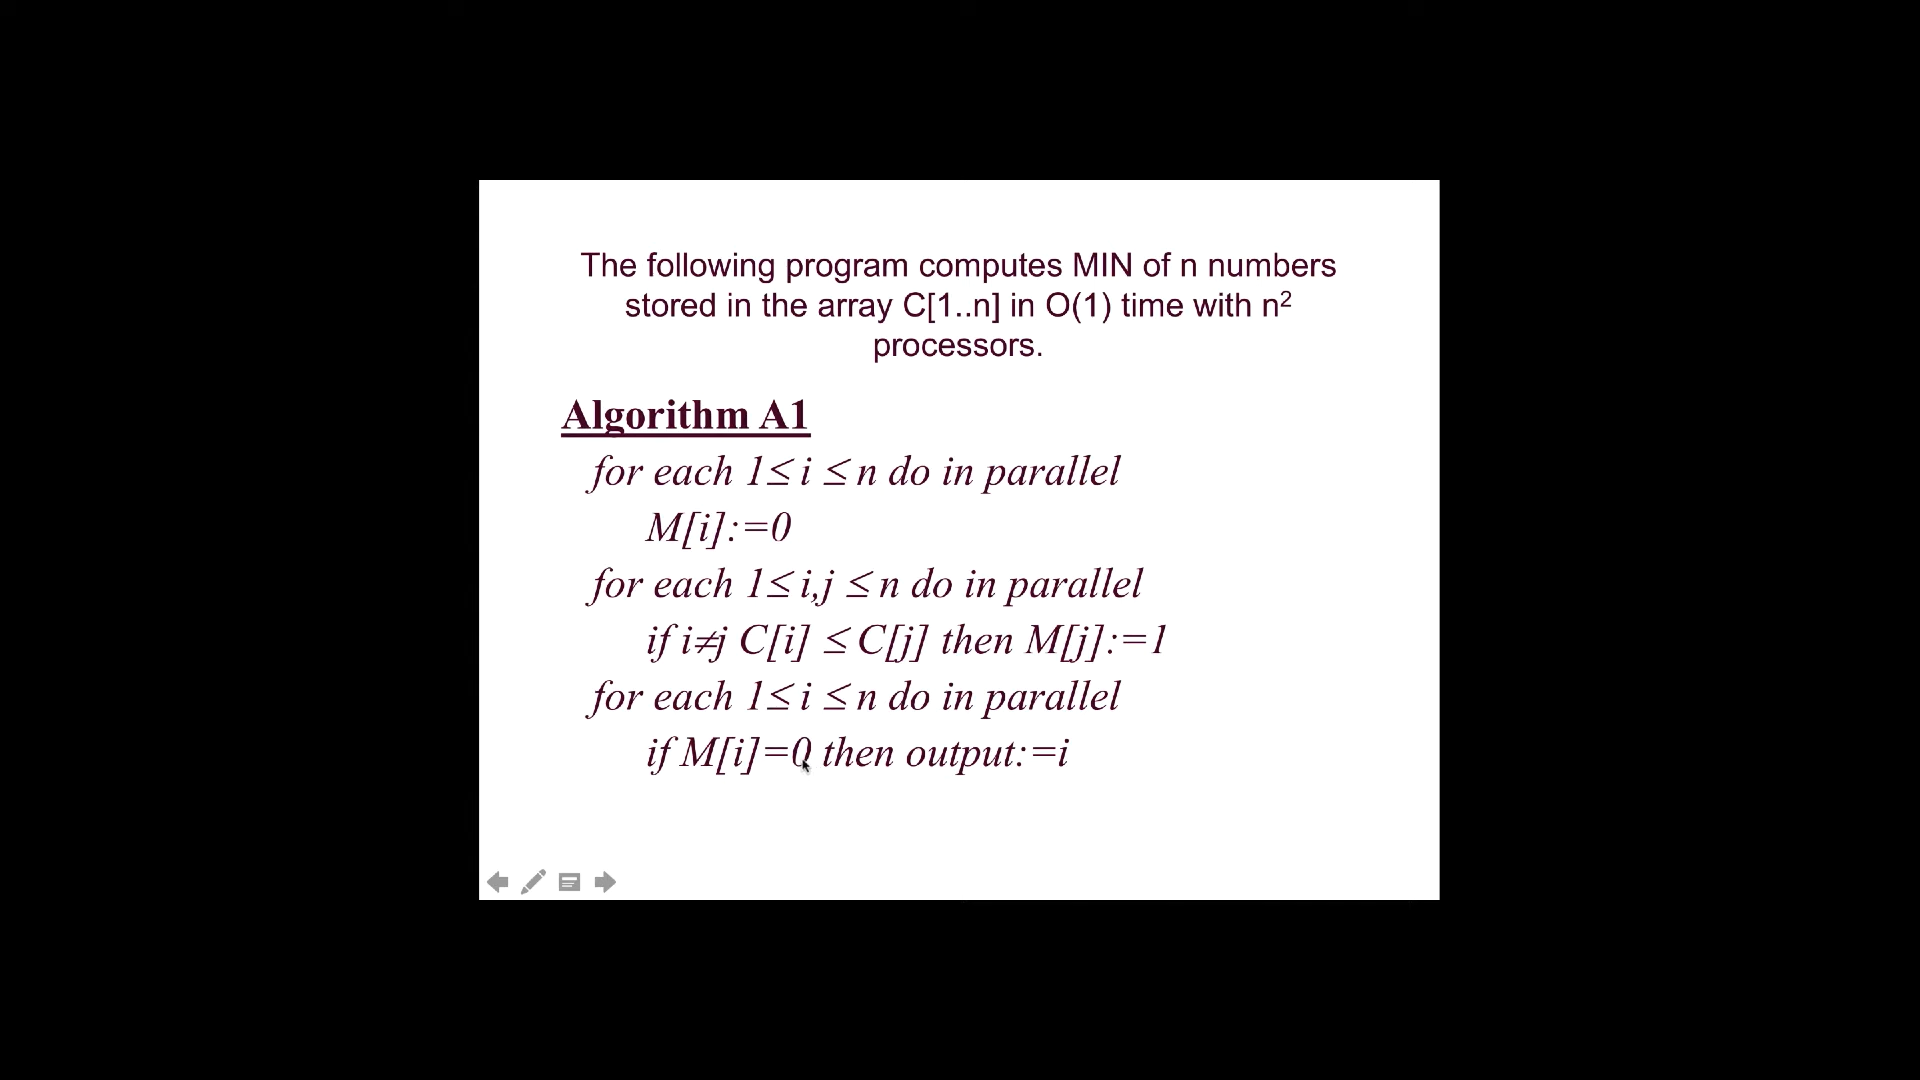 The following program computes MIN of n numbers
stored in the array C[1..n] in O(1) time with n²
processors.
Algorithm A1
for each 1≤ i ≤ n do in parallel
M[i]:=0
for each 1≤ i,j ≤ n do in parallel
if i≠j C[i] ≤ C[j] then M[j]:=1
for each 1≤ i ≤ n do in parallel
if M[i]=0 then output:=i